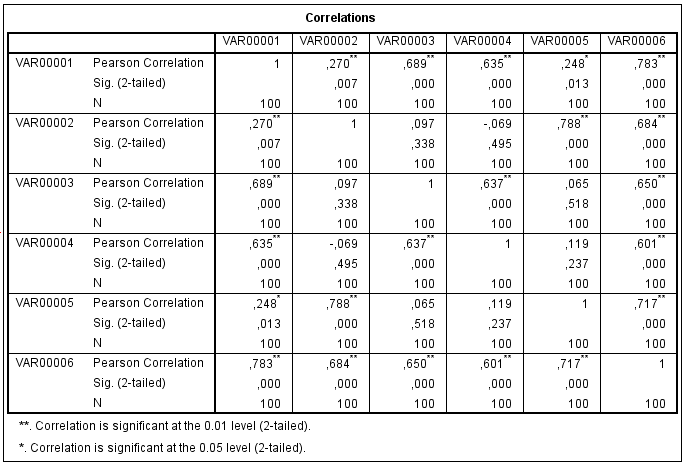 Correlations
VAR00001 VAR00002 VAR00003 VAR00004 VAR00005 VAR00006
VAR00001 Pearson Correlation 1 ,270** ,689** ,635** ,248* ,783**
Sig. (2-tailed) ,007 ,000 ,000 ,013 ,000
N 100 100 100 100 100 100
VAR00002 Pearson Correlation ,270** 1 ,097 -,069 ,788** ,684**
Sig. (2-tailed) ,007 ,338 ,495 ,000 ,000
N 100 100 100 100 100 100
VAR00003 Pearson Correlation ,689** ,097 1 ,637** ,065 ,650**
Sig. (2-tailed) ,000 ,338 ,000 ,518 ,000
N 100 100 100 100 100 100
VAR00004 Pearson Correlation ,635** -,069 ,637** 1 ,119 ,601**
Sig. (2-tailed) ,000 ,495 ,000 ,237 ,000
N 100 100 100 100 100 100
VAR00005 Pearson Correlation ,248* ,788** ,065 ,119 1 ,717**
Sig. (2-tailed) ,013 ,000 ,518 ,237 ,000
N 100 100 100 100 100 100
VAR00006 Pearson Correlation ,783** ,684** ,650** ,601** ,717** 1
Sig. (2-tailed) ,000 ,000 ,000 ,000 ,000
N 100 100 100 100 100 100
**. Correlation is significant at the 0.01 level (2-tailed).
*. Correlation is significant at the 0.05 level (2-tailed).